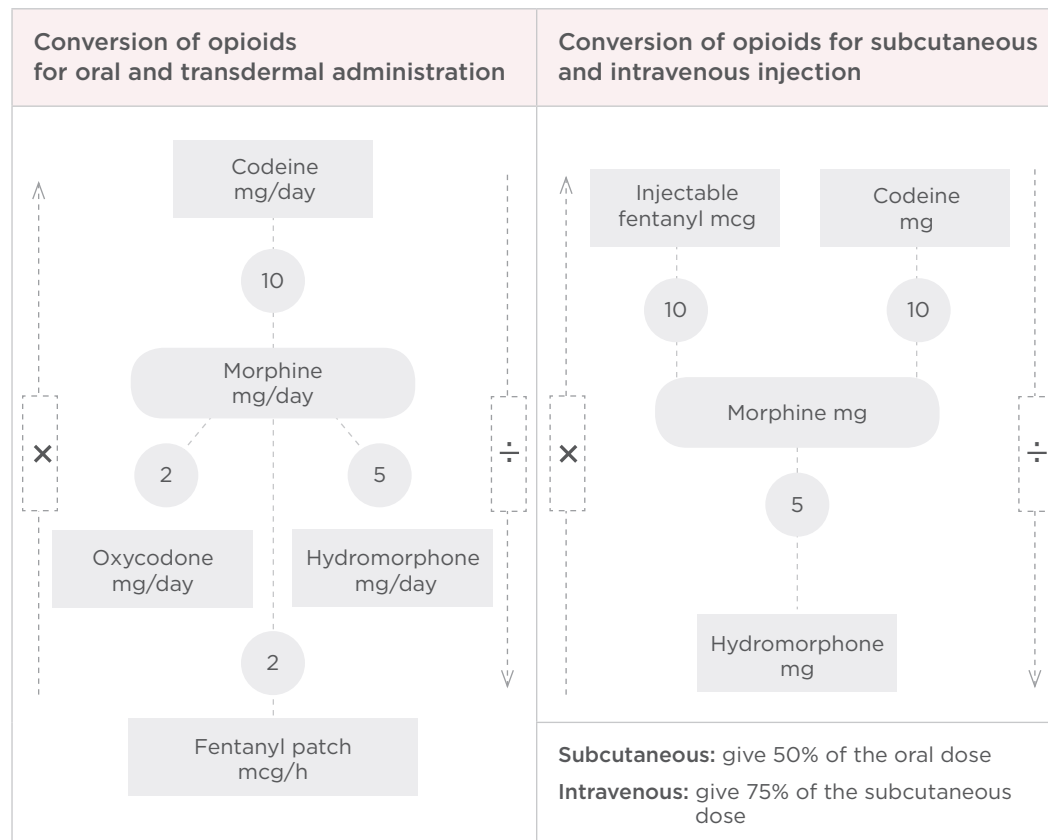 Conversion of opioids
for oral and transdermal administration
Codeine
mg/day
10
Morphine
mg/day
2
5
×
÷
Oxycodone
mg/day
Hydromorphone
mg/day
2
Fentanyl patch
mcg/h
Conversion of opioids for subcutaneous
and intravenous injection
Injectable
fentanyl mcg
Codeine
mg
10
10
Morphine mg
×
÷
5
Hydromorphone
mg
Subcutaneous: give 50% of the oral dose
Intravenous: give 75% of the subcutaneous
dose